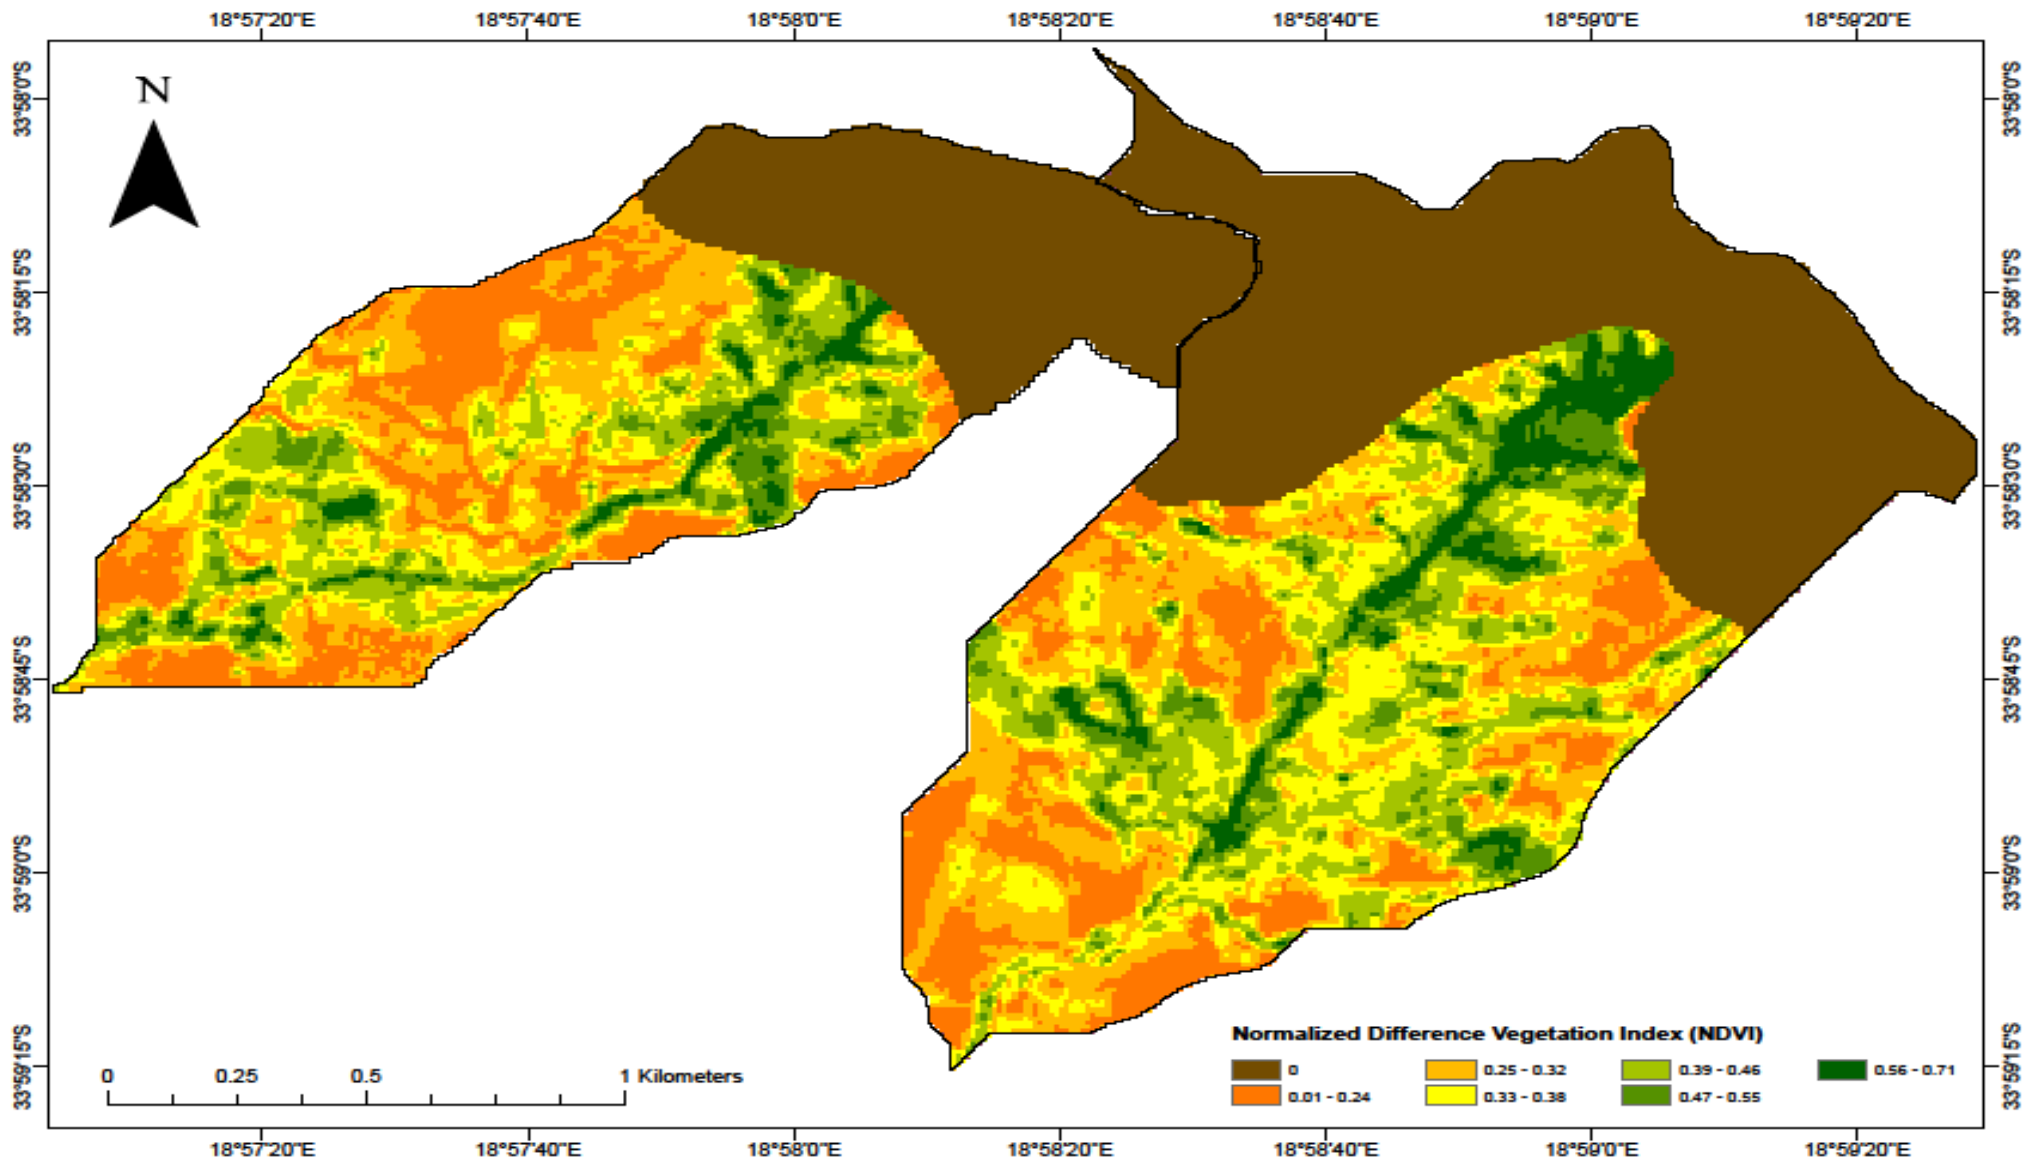 18°57'20"E 18°57'40"E 18°58'0"E 18°58'20"E 18°58'40"E 18°59'0"E 18°59'20"E
N
33°58'0"S 33°58'0"S
33°58'15"S 33°58'15"S
33°58'30"S 33°58'30"S
33°58'45"S 33°58'45"S
33°59'0"S 33°59'0"S
33°59'15"S 33°59'15"S
Normalized Difference Vegetation Index (NDVI)
0 0.25 - 0.32 0.39 - 0.46 0.56 - 0.71
0.01 - 0.24 0.33 - 0.38 0.47 - 0.55
0 0.25 0.5 1 Kilometers
18°57'20"E 18°57'40"E 18°58'0"E 18°58'20"E 18°58'40"E 18°59'0"E 18°59'20"E